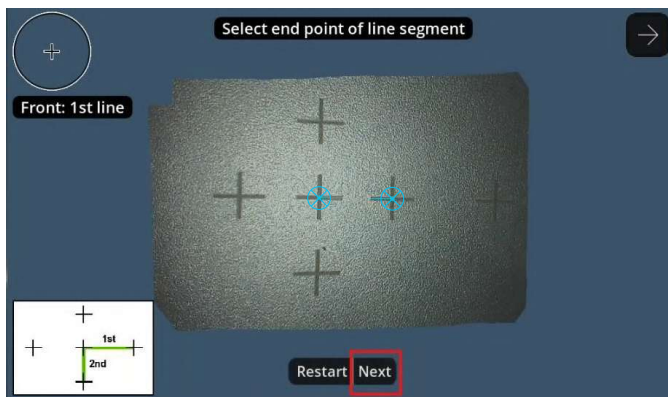 Select end point of line segment
Front: 1st line
1st
2nd
Restart Next